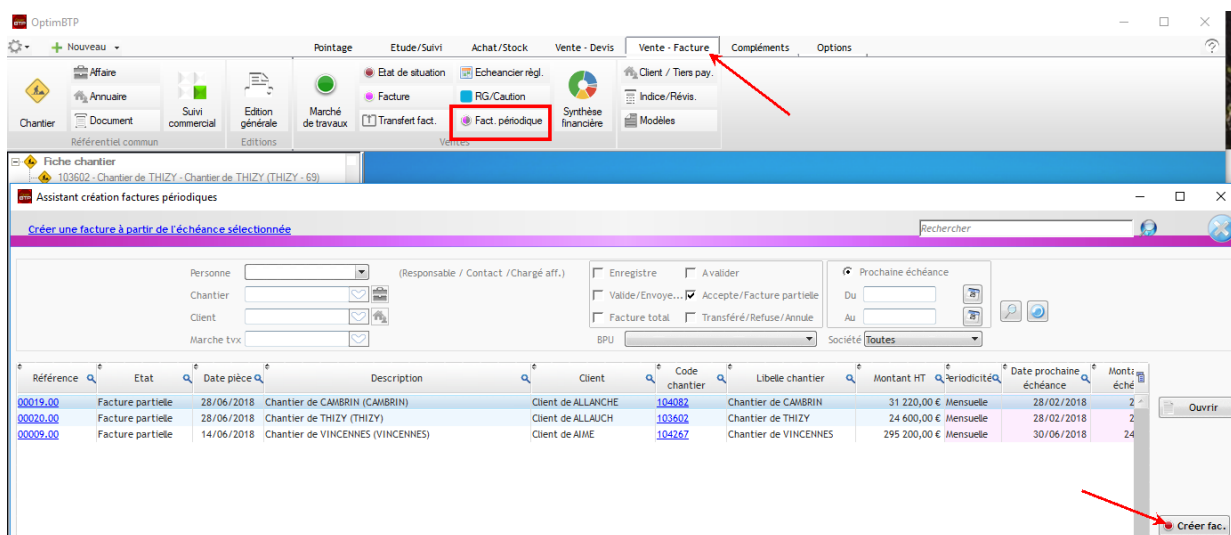 OptimBTP
Nouveau Pointage Etude/Suivi Achat/Stock Vente - Devis Vente - Facture Compléments Options
Affaire Etat de situation Echeancier règl. Client / Tiers pay.
Annuaire Facture RG/Caution Indice/Révis.
Chantier Document Suivi commercial Edition générale Marché de travaux Transfert fact. Fact. périodique Synthèse financière Modèles
Référentiel commun Editions Ventes
Fiche chantier
103602 - Chantier de THIZY - Chantier de THIZY (THIZY - 69)
Assistant création factures périodiques
Créer une facture à partir de l'échéance sélectionnée Rechercher
Personne (Responsable / Contact /Chargé aff.) Enregistre A valider Prochaine échéance
Chantier Valide/Envoye... Accepte/Facture partielle Du
Client Facture total Transféré/Refuse/Annule Au
Marche tvx BPU Société Toutes
Référence Etat Date pièce Description Client Code chantier Libelle chantier Montant HT Periodicité Date prochaine échéance Monta éché
00019.00 Facture partielle 28/06/2018 Chantier de CAMBRIN (CAMBRIN) Client de ALLANCHE 104082 Chantier de CAMBRIN 31 220,00 € Mensuelle 28/02/2018 2
00020.00 Facture partielle 28/06/2018 Chantier de THIZY (THIZY) Client de ALLAUCH 103602 Chantier de THIZY 24 600,00 € Mensuelle 28/02/2018 2
00009.00 Facture partielle 14/06/2018 Chantier de VINCENNES (VINCENNES) Client de AIME 104267 Chantier de VINCENNES 295 200,00 € Mensuelle 30/06/2018 24
Ouvrir
Créer fac.